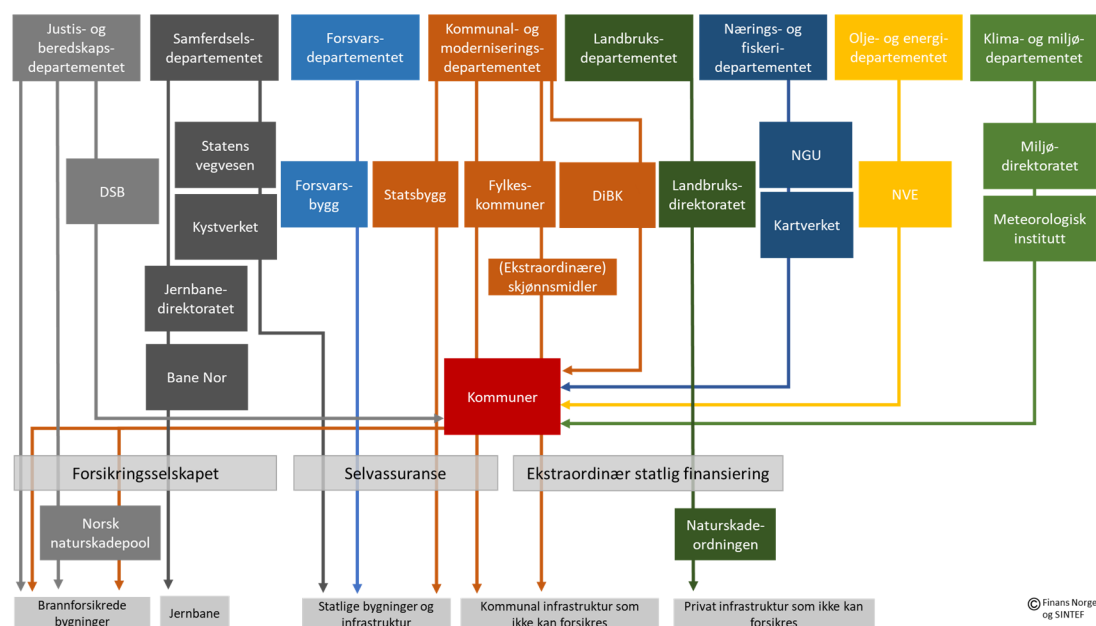 Justis- og
beredskaps-
departementet
Samferdsels-
departementet
Forsvars-
departementet
Kommunal- og
moderniserings-
departementet
Landbruks-
departementet
Nærings- og
fiskeri-
departementet
Olje- og energi-
departementet
Klima- og miljø-
departementet
Statens
vegvesen
NGU
Miljø-
direktoratet
DSB
Forsvars-
bygg
Statsbygg
Fylkes-
kommuner
DiBK
Landbruks-
direktoratet
NVE
Kystverket
Kartverket
Meteorologisk
institutt
(Ekstraordinære)
skjønnsmidler
Jernbane-
direktoratet
Bane Nor
Kommuner
Forsikringsselskapet
Selvassuranse
Ekstraordinær statlig finansiering
Norsk
naturskadepool
Naturskade-
ordningen
Brannforsikrede
bygninger
Jernbane
Statlige bygninger og
infrastruktur
Kommunal infrastruktur som
ikke kan forsikres
Privat infrastruktur som ikke kan
forsikres
© Finans Norge
og SINTEF